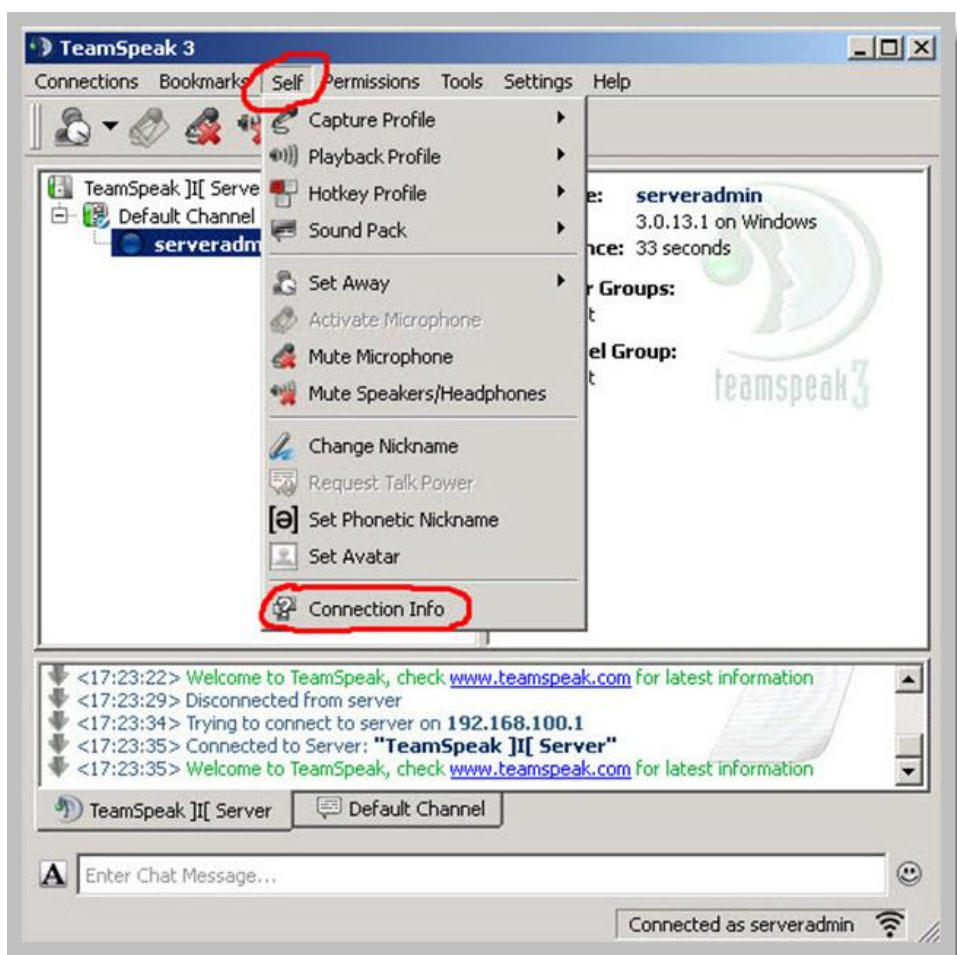 TeamSpeak 3
Connections Bookmarks Self Permissions Tools Settings Help
Capture Profile
Playback Profile
Hotkey Profile
Sound Pack
Set Away
Activate Microphone
Mute Microphone
Mute Speakers/Headphones
Change Nickname
Request Talk Power
[ə] Set Phonetic Nickname
Set Avatar
Connection Info
TeamSpeak ]I[ Serve
Default Channel
serveradm
e: serveradmin
3.0.13.1 on Windows
nce: 33 seconds
r Groups:
t
el Group:
t
teamspeak 3
<17:23:22> Welcome to TeamSpeak, check www.teamspeak.com for latest information
<17:23:29> Disconnected from server
<17:23:34> Trying to connect to server on 192.168.100.1
<17:23:35> Connected to Server: "TeamSpeak ]I[ Server"
<17:23:35> Welcome to TeamSpeak, check www.teamspeak.com for latest information
TeamSpeak ]I[ Server Default Channel
A Enter Chat Message...
Connected as serveradmin